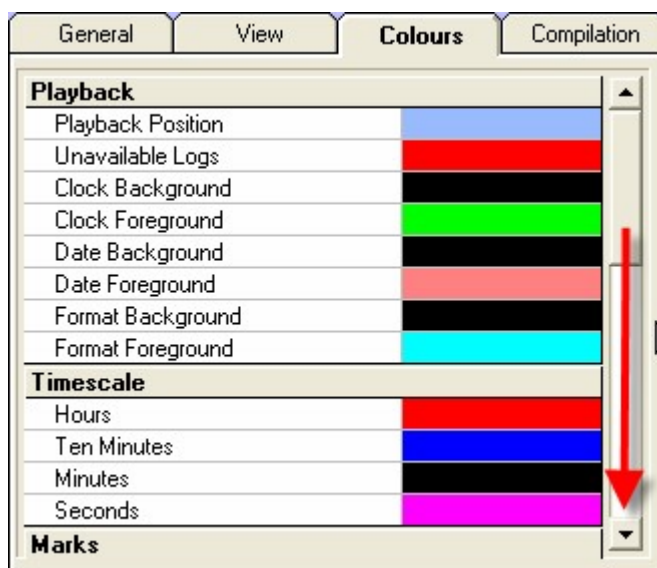 General View Colours Compilation
Playback
Playback Position
Unavailable Logs
Clock Background
Clock Foreground
Date Background
Date Foreground
Format Background
Format Foreground
Timescale
Hours
Ten Minutes
Minutes
Seconds
Marks